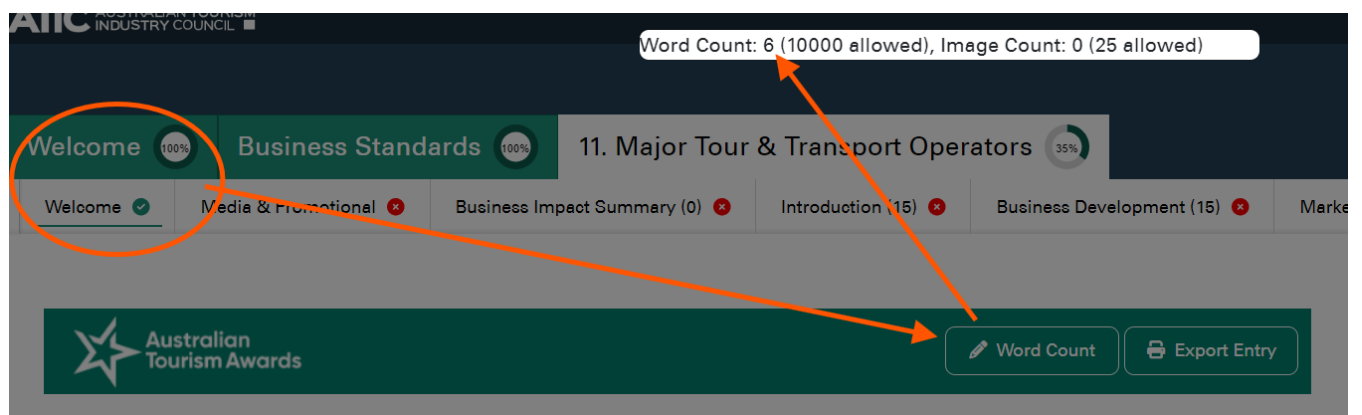 AUSTRALIAN TOURISM
ATIC INDUSTRY COUNCIL
Word Count: 6 (10000 allowed), Image Count: 0 (25 allowed)
Welcome 100% Business Standards 100% 11. Major Tour & Transport Operators 35%
Welcome Media & Promotional Business Impact Summary (0) Introduction (15) Business Development (15) Marke
Australian
Tourism Awards
Word Count Export Entry